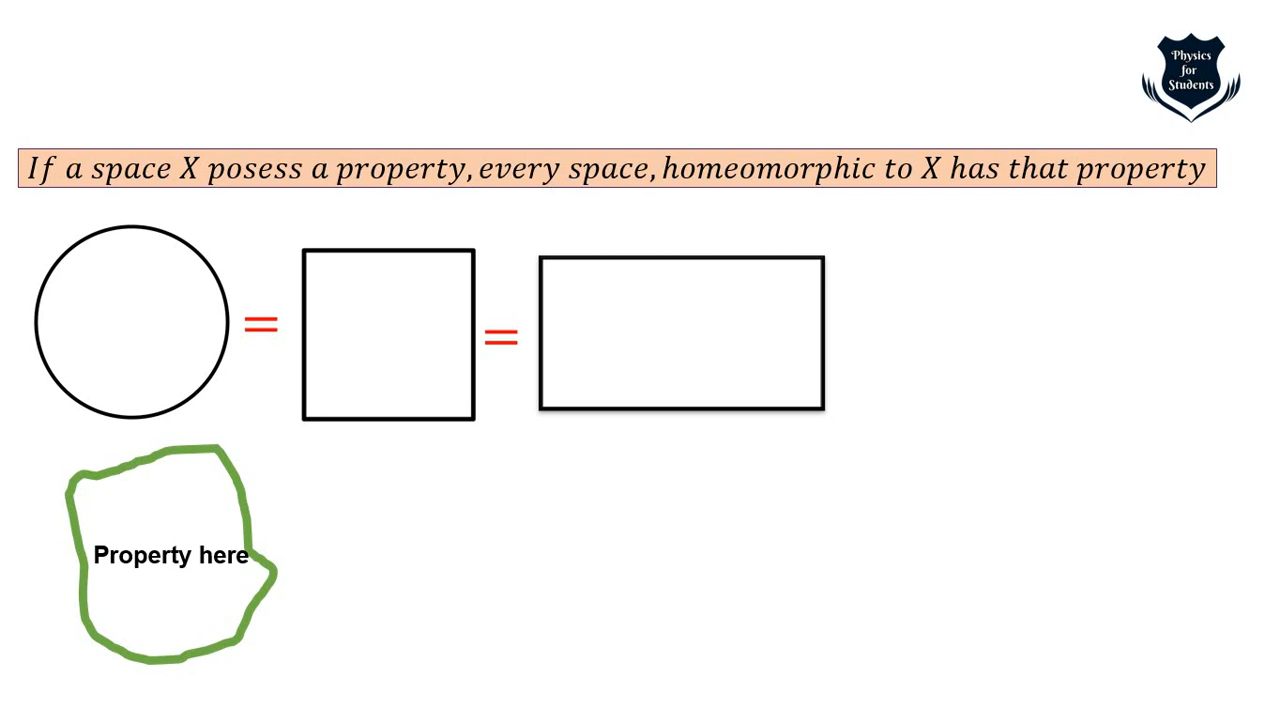 Physics
for
Students
If a space X posess a property, every space, homeomorphic to X has that property
=
=
Property here